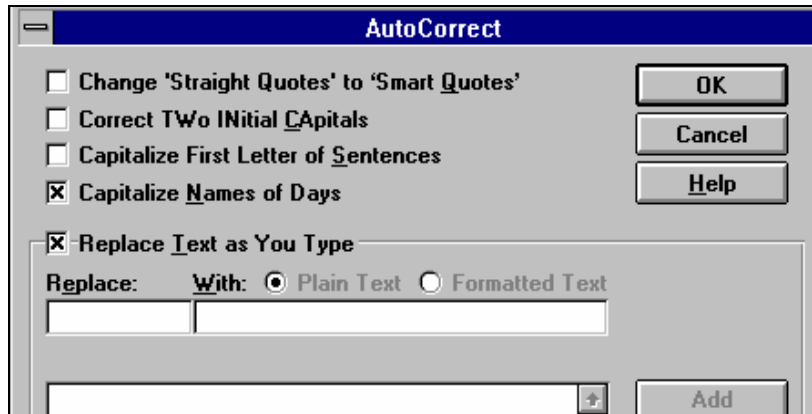 AutoCorrect
Change 'Straight Quotes' to ‘Smart Quotes’
OK
Correct TWo INitial CApitals
Cancel
Capitalize First Letter of Sentences
Help
Capitalize Names of Days
Replace Text as You Type
Replace: With: Plain Text Formatted Text
Add